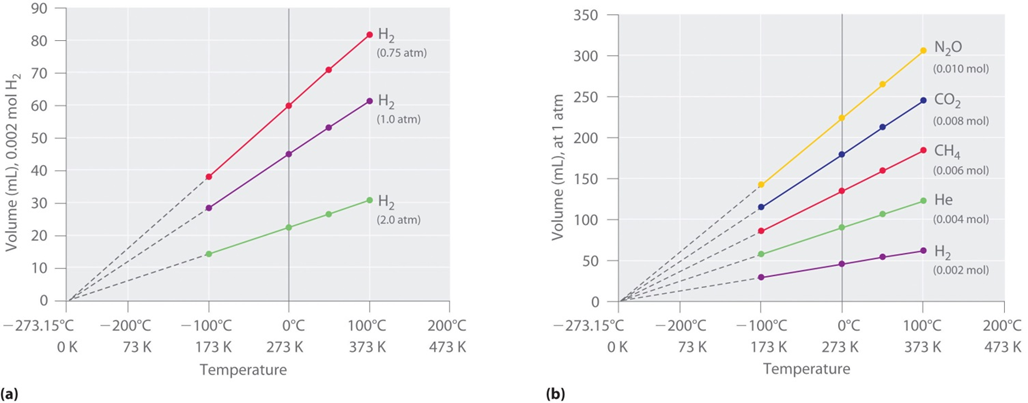 90
80
70
60
50
40
30
20
10
0
Volume (mL), 0.002 mol H₂
H₂
(0.75 atm)
H₂
(1.0 atm)
H₂
(2.0 atm)
−273.15°C −200°C −100°C 0°C 100°C 200°C
0 K 73 K 173 K 273 K 373 K 473 K
Temperature
(a)
350
300
250
200
150
100
50
0
Volume (mL), at 1 atm
N₂O
(0.010 mol)
CO₂
(0.008 mol)
CH₄
(0.006 mol)
He
(0.004 mol)
H₂
(0.002 mol)
−273.15°C −200°C −100°C 0°C 100°C 200°C
0 K 73 K 173 K 273 K 373 K 473 K
Temperature
(b)